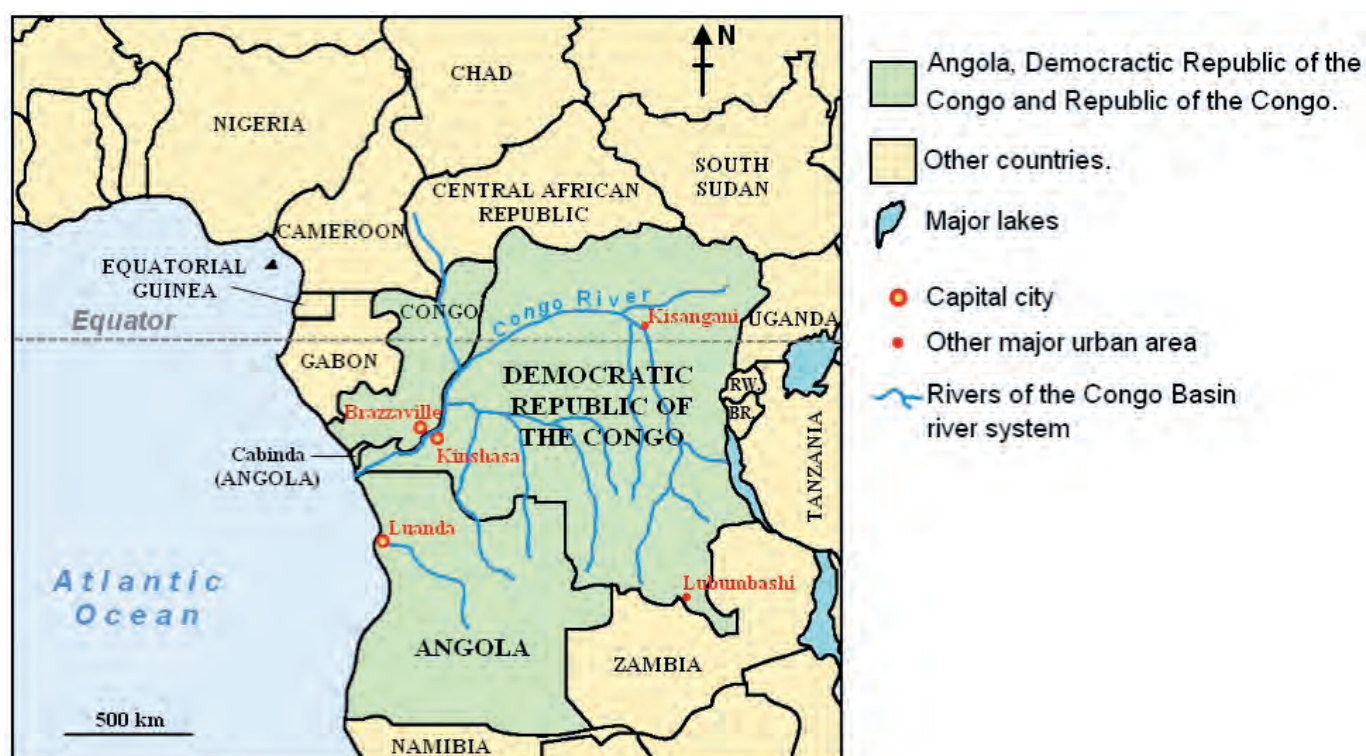 N
CHAD
NIGERIA
SOUTH
SUDAN
CENTRAL AFRICAN
REPUBLIC
CAMEROON
EQUATORIAL
GUINEA
CONGO
Congo River
Kisangani
UGANDA
Equator
GABON
DEMOCRATIC
REPUBLIC OF
THE CONGO
RW.
BR.
Brazzaville
Kinshasa
Cabinda
(ANGOLA)
TANZANIA
Luanda
Atlantic
Ocean
Lubumbashi
ANGOLA
ZAMBIA
500 km
NAMIBIA
Angola, Democractic Republic of the
Congo and Republic of the Congo.
Other countries.
Major lakes
Capital city
Other major urban area
Rivers of the Congo Basin
river system